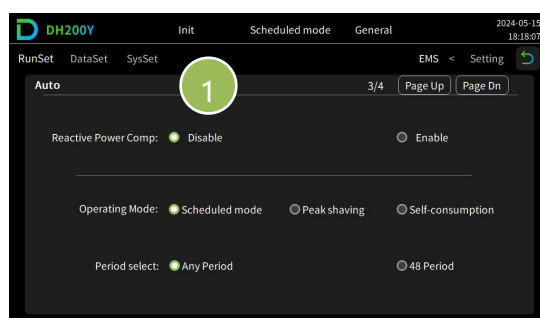 DH200Y Init Scheduled mode General 2024-05-15
18:18:07
RunSet DataSet SysSet EMS < Setting
Auto 1 3/4 Page Up Page Dn
Reactive Power Comp: Disable Enable
Operating Mode: Scheduled mode Peak shaving Self-consumption
Period select: Any Period 48 Period